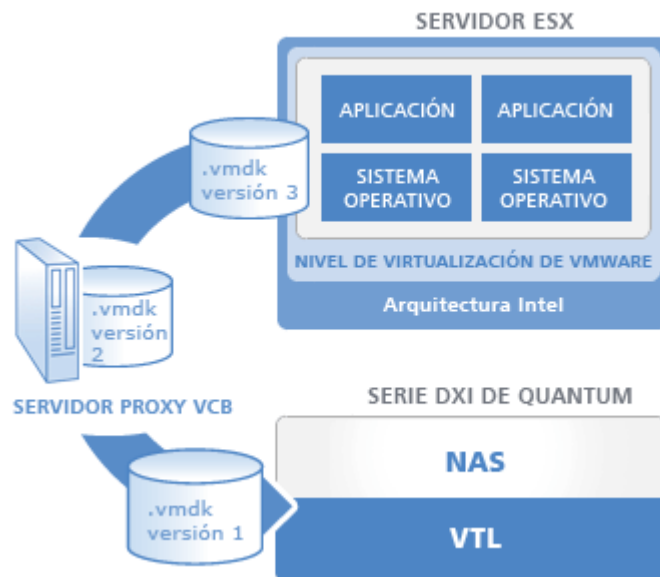 SERVIDOR ESX
APLICACIÓN
APLICACIÓN
SISTEMA
OPERATIVO
SISTEMA
OPERATIVO
NIVEL DE VIRTUALIZACIÓN DE VMWARE
Arquitectura Intel
.vmdk
versión 3
.vmdk
versión
2
SERVIDOR PROXY VCB
.vmdk
versión 1
SERIE DXI DE QUANTUM
NAS
VTL